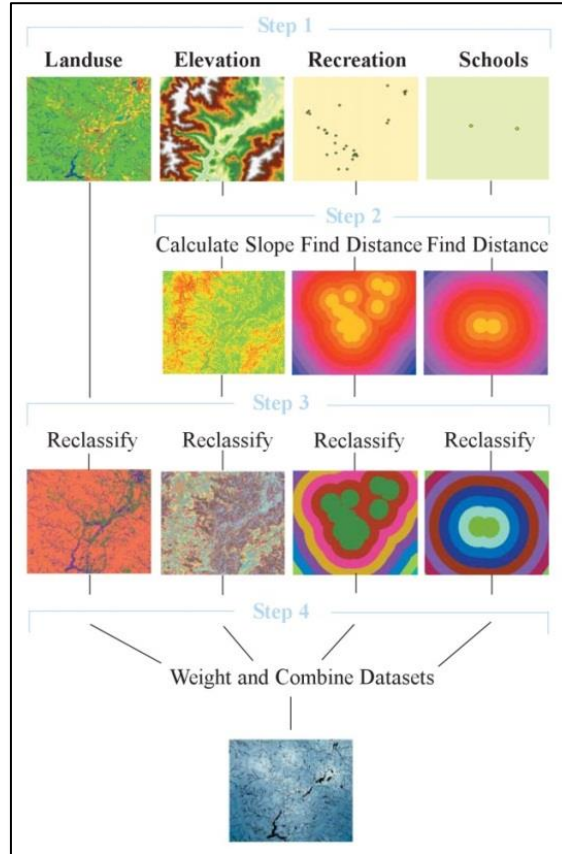 Step 1
Landuse Elevation Recreation Schools
Step 2
Calculate Slope Find Distance Find Distance
Step 3
Reclassify Reclassify Reclassify Reclassify
Step 4
Weight and Combine Datasets